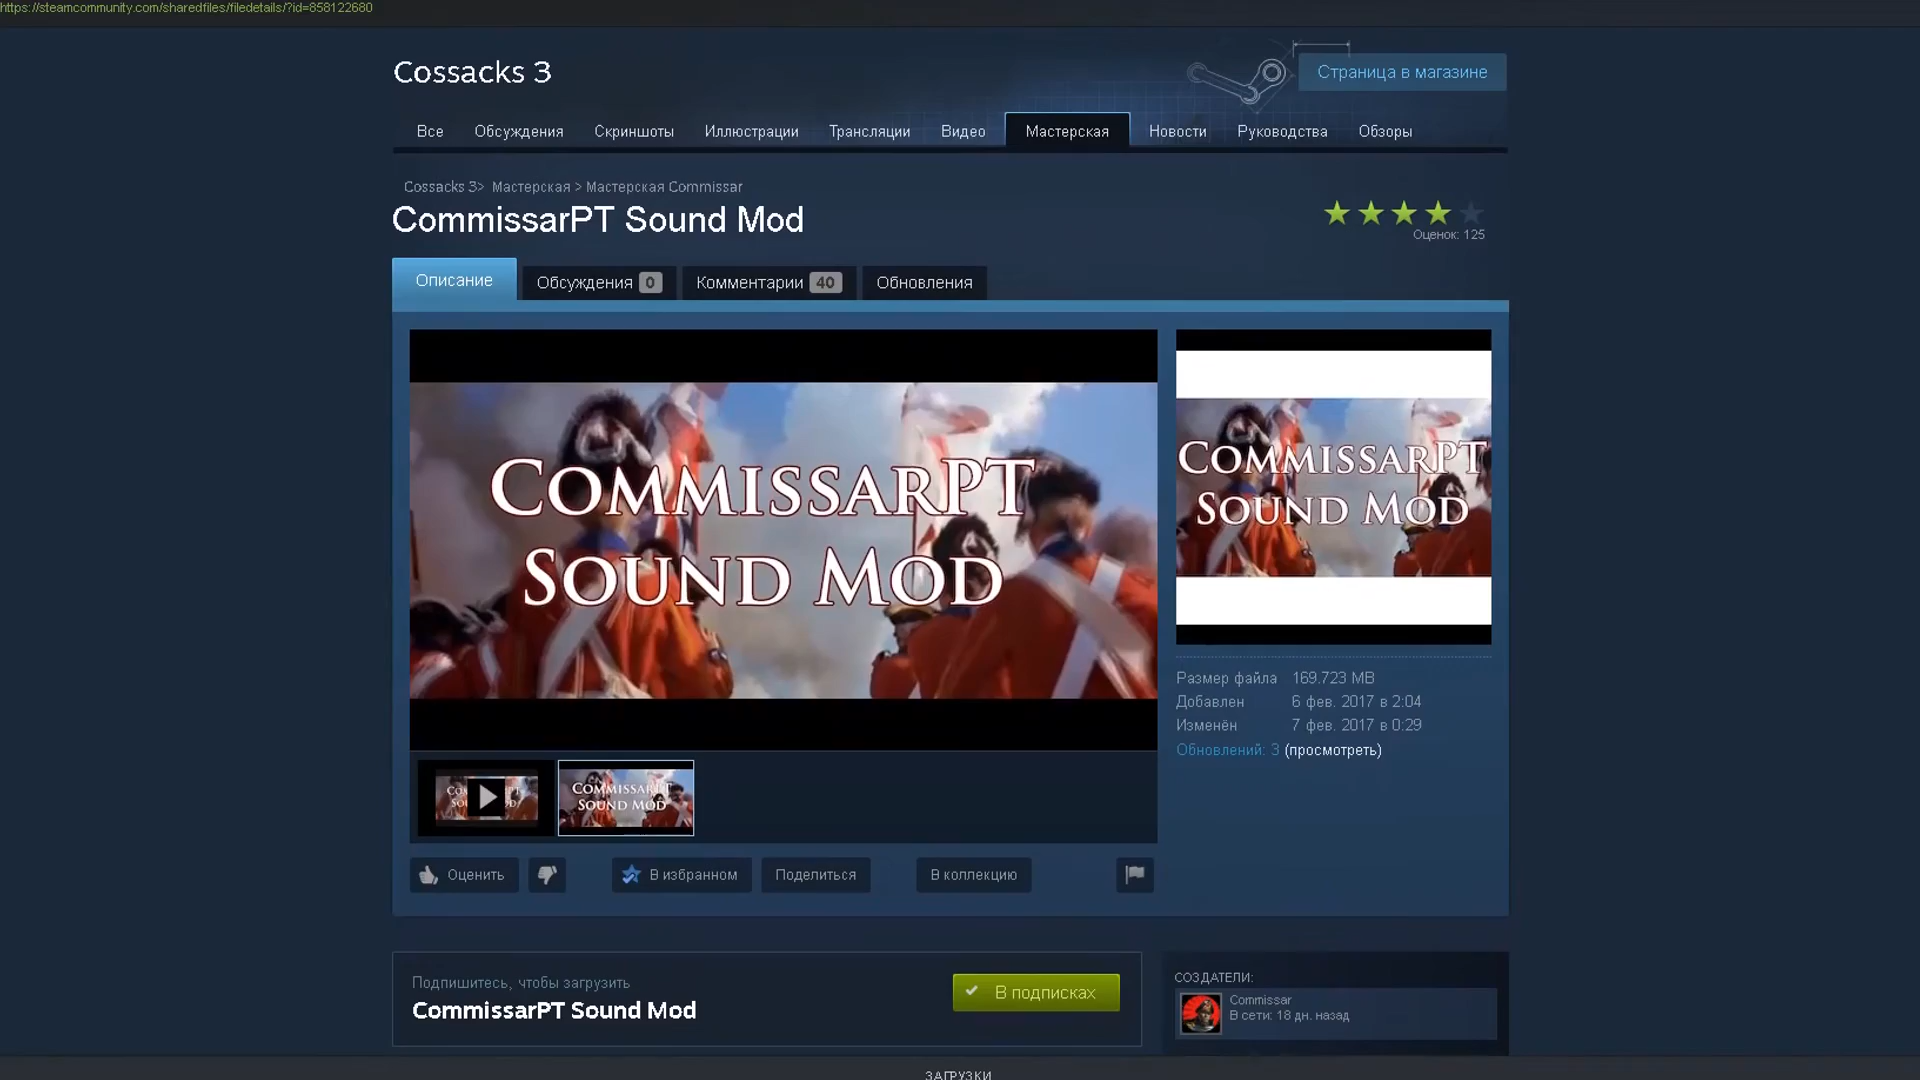 https://steamcommunity.com/sharedfiles/filedetails/?id=858122680
Cossacks 3
Страница в магазине
Все Обсуждения Скриншоты Иллюстрации Трансляции Видео Мастерская Новости Руководства Обзоры
Cossacks 3> Мастерская > Мастерская Commissar
CommissarPT Sound Mod
Оценок: 125
Описание Обсуждения 0 Комментарии 40 Обновления
CommissarPT
Sound Mod
CommissarPT
Sound Mod
Размер файла 169.723 MB
Добавлен 6 фев. 2017 в 2:04
Изменён 7 фев. 2017 в 0:29
Обновлений: 3 (просмотреть)
CommissarPT
Sound Mod
Оценить В избранном Поделиться В коллекцию
Подпишитесь, чтобы загрузить
CommissarPT Sound Mod
В подписках
СОЗДАТЕЛИ:
Commissar
В сети: 18 дн. назад
ЗАГРУЗКИ